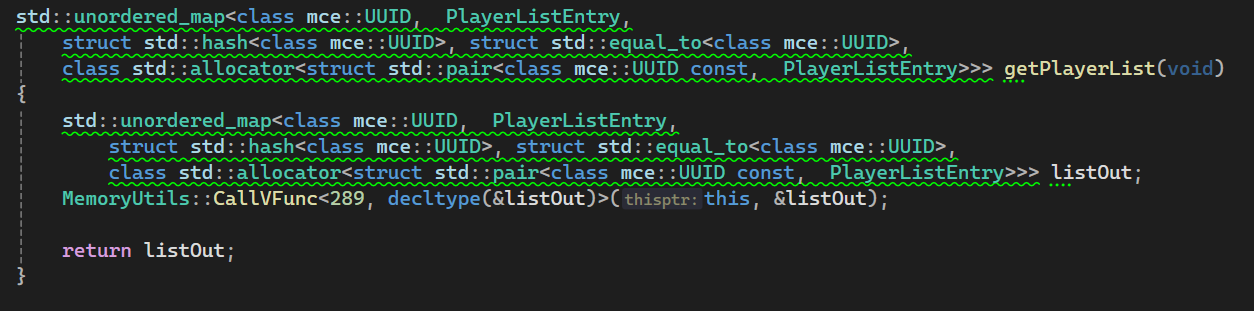 std::unordered_map<class mce::UUID,  PlayerListEntry,
    struct std::hash<class mce::UUID>, struct std::equal_to<class mce::UUID>,
    class std::allocator<struct std::pair<class mce::UUID const,  PlayerListEntry>>> getPlayerList(void)
{
    std::unordered_map<class mce::UUID,  PlayerListEntry,
        struct std::hash<class mce::UUID>, struct std::equal_to<class mce::UUID>,
        class std::allocator<struct std::pair<class mce::UUID const,  PlayerListEntry>>> listOut;
    MemoryUtils::CallVFunc<289, decltype(&listOut)>(thisptr:this, &listOut);
    return listOut;
}